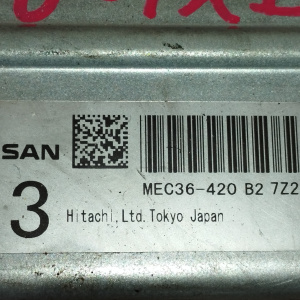 SAN
MEC36-420 B2 7Z2
3
Hitachi,Ltd.Tokyo Japan